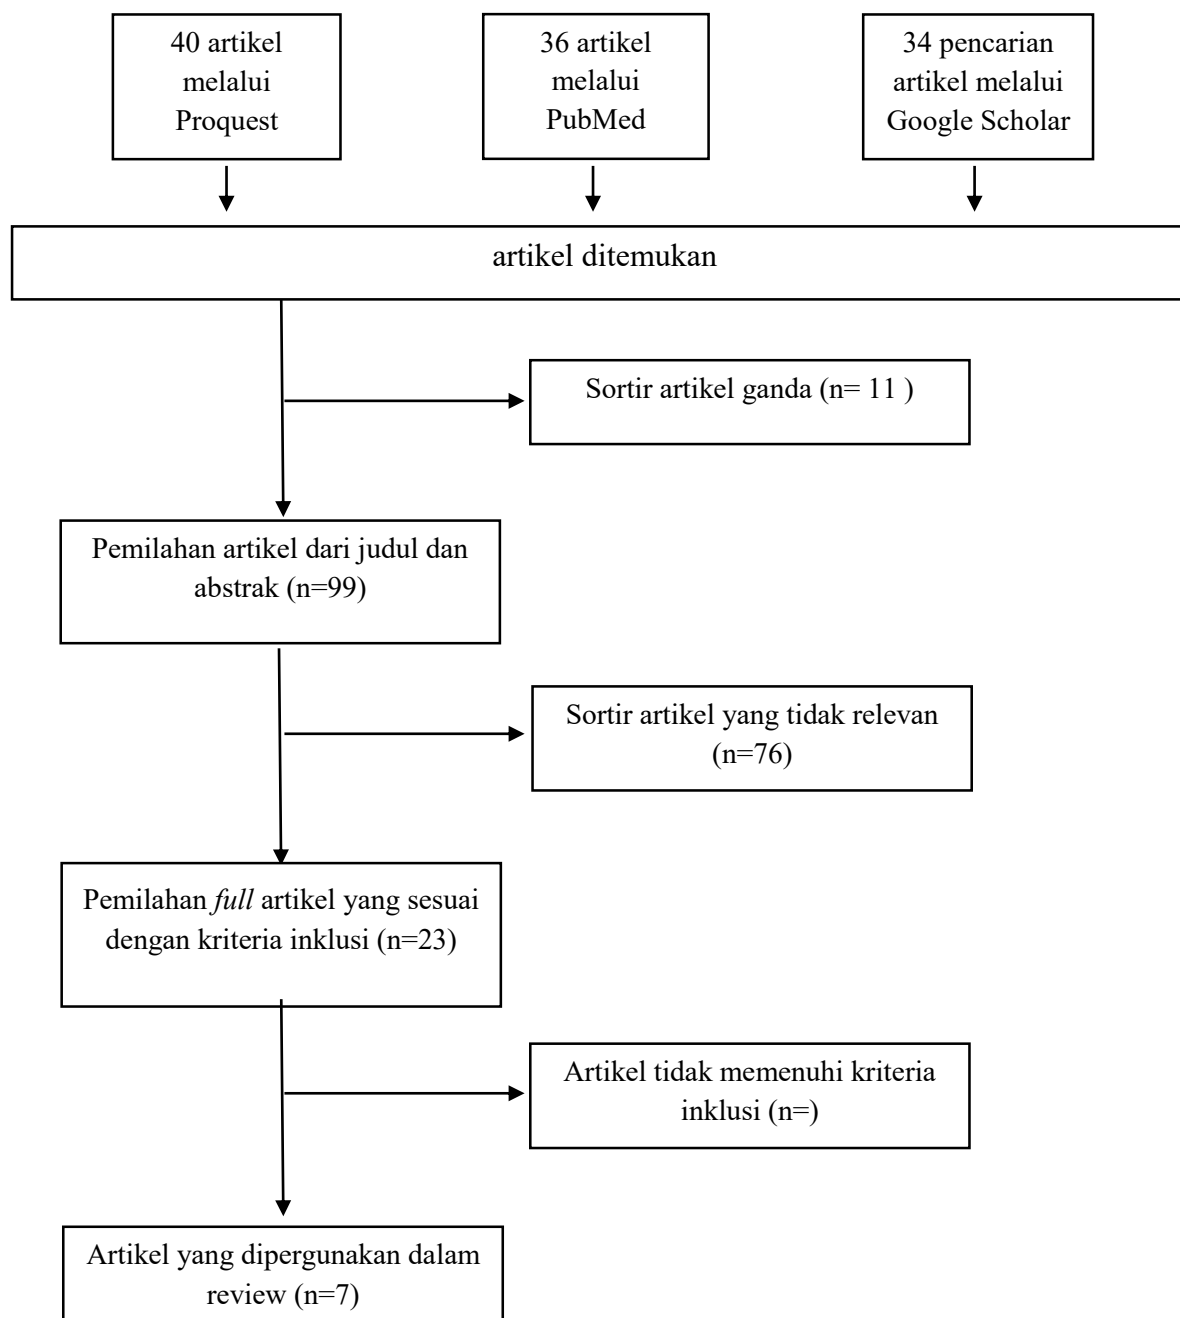 40 artikel
melalui
Proquest
36 artikel
melalui
PubMed
34 pencarian
artikel melalui
Google Scholar
artikel ditemukan
Sortir artikel ganda (n= 11 )
Pemilahan artikel dari judul dan
abstrak (n=99)
Sortir artikel yang tidak relevan
(n=76)
Pemilahan full artikel yang sesuai
dengan kriteria inklusi (n=23)
Artikel tidak memenuhi kriteria
inklusi (n=)
Artikel yang dipergunakan dalam
review (n=7)